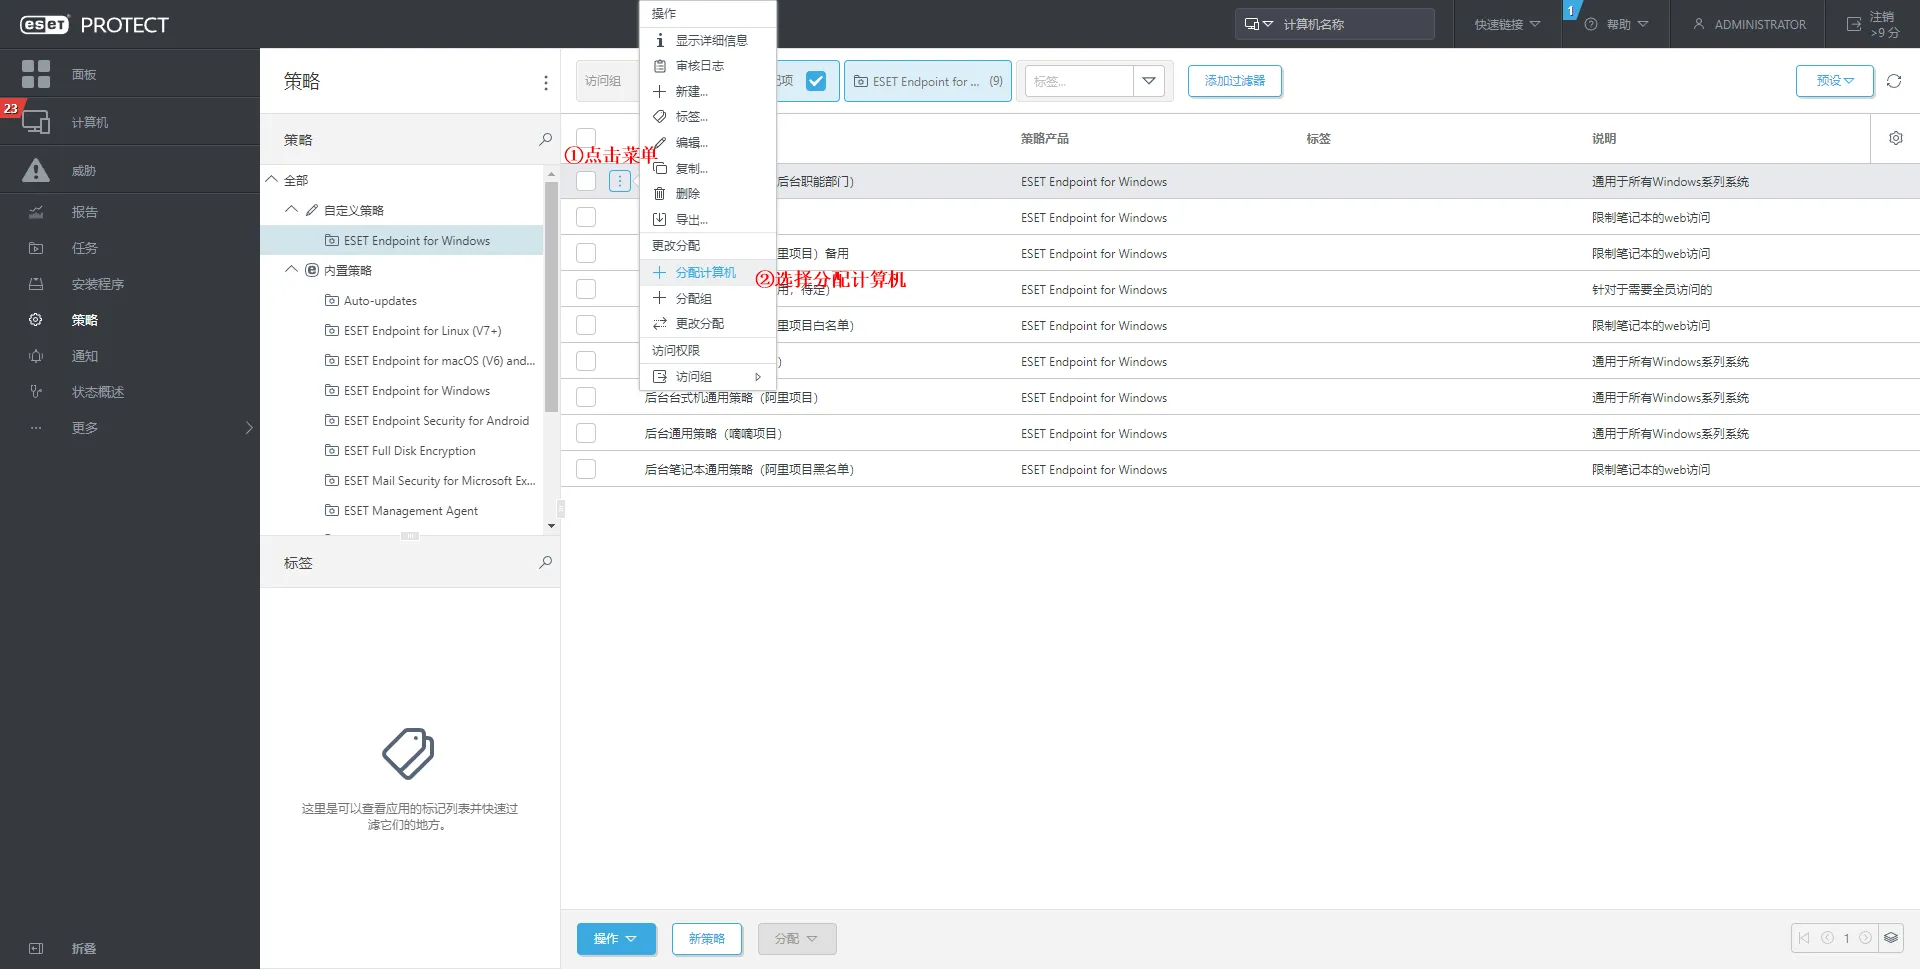 eset PROTECT
计算机名称
快速链接
1
帮助
ADMINISTRATOR
注销
>9 分
面板
23
计算机
威胁
报告
任务
安装程序
策略
通知
状态概述
更多
折叠
策略
策略
全部
自定义策略
ESET Endpoint for Windows
内置策略
Auto-updates
ESET Endpoint for Linux (V7+)
ESET Endpoint for macOS (V6) and...
ESET Endpoint for Windows
ESET Endpoint Security for Android
ESET Full Disk Encryption
ESET Mail Security for Microsoft Ex...
ESET Management Agent
标签
这里是可以查看应用的标记列表并快速过
滤它们的地方。
操作
显示详细信息
审核日志
新建...
标签...
编辑...
复制...
删除
导出...
更改分配
分配计算机
分配组
更改分配
访问权限
访问组
①点击菜单
②选择分配计算机
访问组
项
ESET Endpoint for ... (9)
标签...
添加过滤器
预设
策略产品 标签 说明
后台职能部门） ESET Endpoint for Windows 通用于所有Windows系列系统
ESET Endpoint for Windows 限制笔记本的web访问
里项目）备用 ESET Endpoint for Windows 限制笔记本的web访问
用，待定） ESET Endpoint for Windows 针对于需要全员访问的
里项目白名单） ESET Endpoint for Windows 限制笔记本的web访问
） ESET Endpoint for Windows 通用于所有Windows系列系统
后台台式机通用策略（阿里项目） ESET Endpoint for Windows 通用于所有Windows系列系统
后台通用策略（嘀嘀项目） ESET Endpoint for Windows 通用于所有Windows系列系统
后台笔记本通用策略（阿里项目黑名单） ESET Endpoint for Windows 限制笔记本的web访问
操作
新策略
分配
1